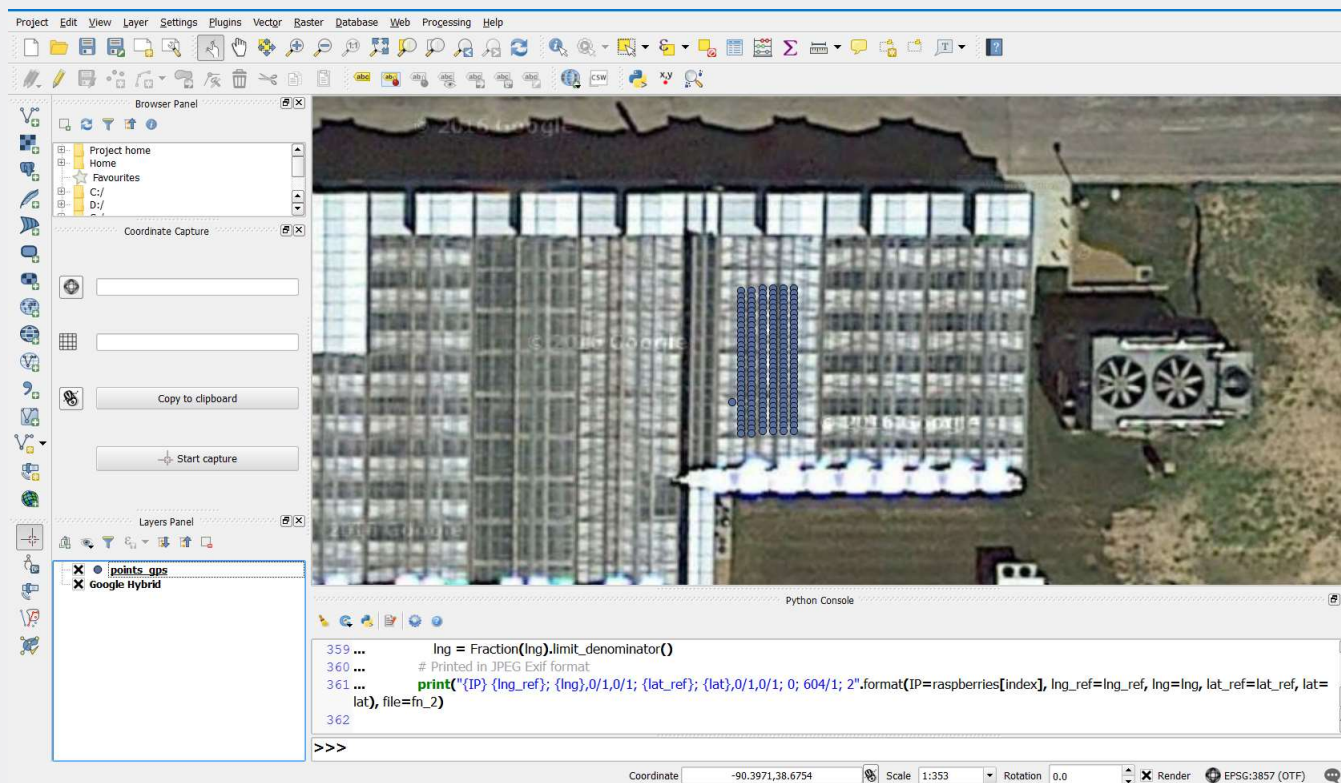 Project Edit View Layer Settings Plugins Vector Raster Database Web Processing Help
abc
CSW
x,y
Browser Panel
Project home
Home
Favourites
C:/
D:/
Coordinate Capture
Copy to clipboard
Start capture
Layers Panel
points_gps
Google Hybrid
© 2016 Google
© 2016 Google
© 2016 Google
Python Console
359 ... lng = Fraction(lng).limit_denominator()
360 ... # Printed in JPEG Exif format
361 ... print("{IP} {lng_ref}; {lng},0/1,0/1; {lat_ref}; {lat},0/1,0/1; 0; 604/1; 2".format(IP=raspberries[index], lng_ref=lng_ref, lng=lng, lat_ref=lat_ref, lat=
lat), file=fn_2)
362
>>>
Coordinate -90.3971,38.6754 Scale 1:353 Rotation 0.0 Render EPSG:3857 (OTF)